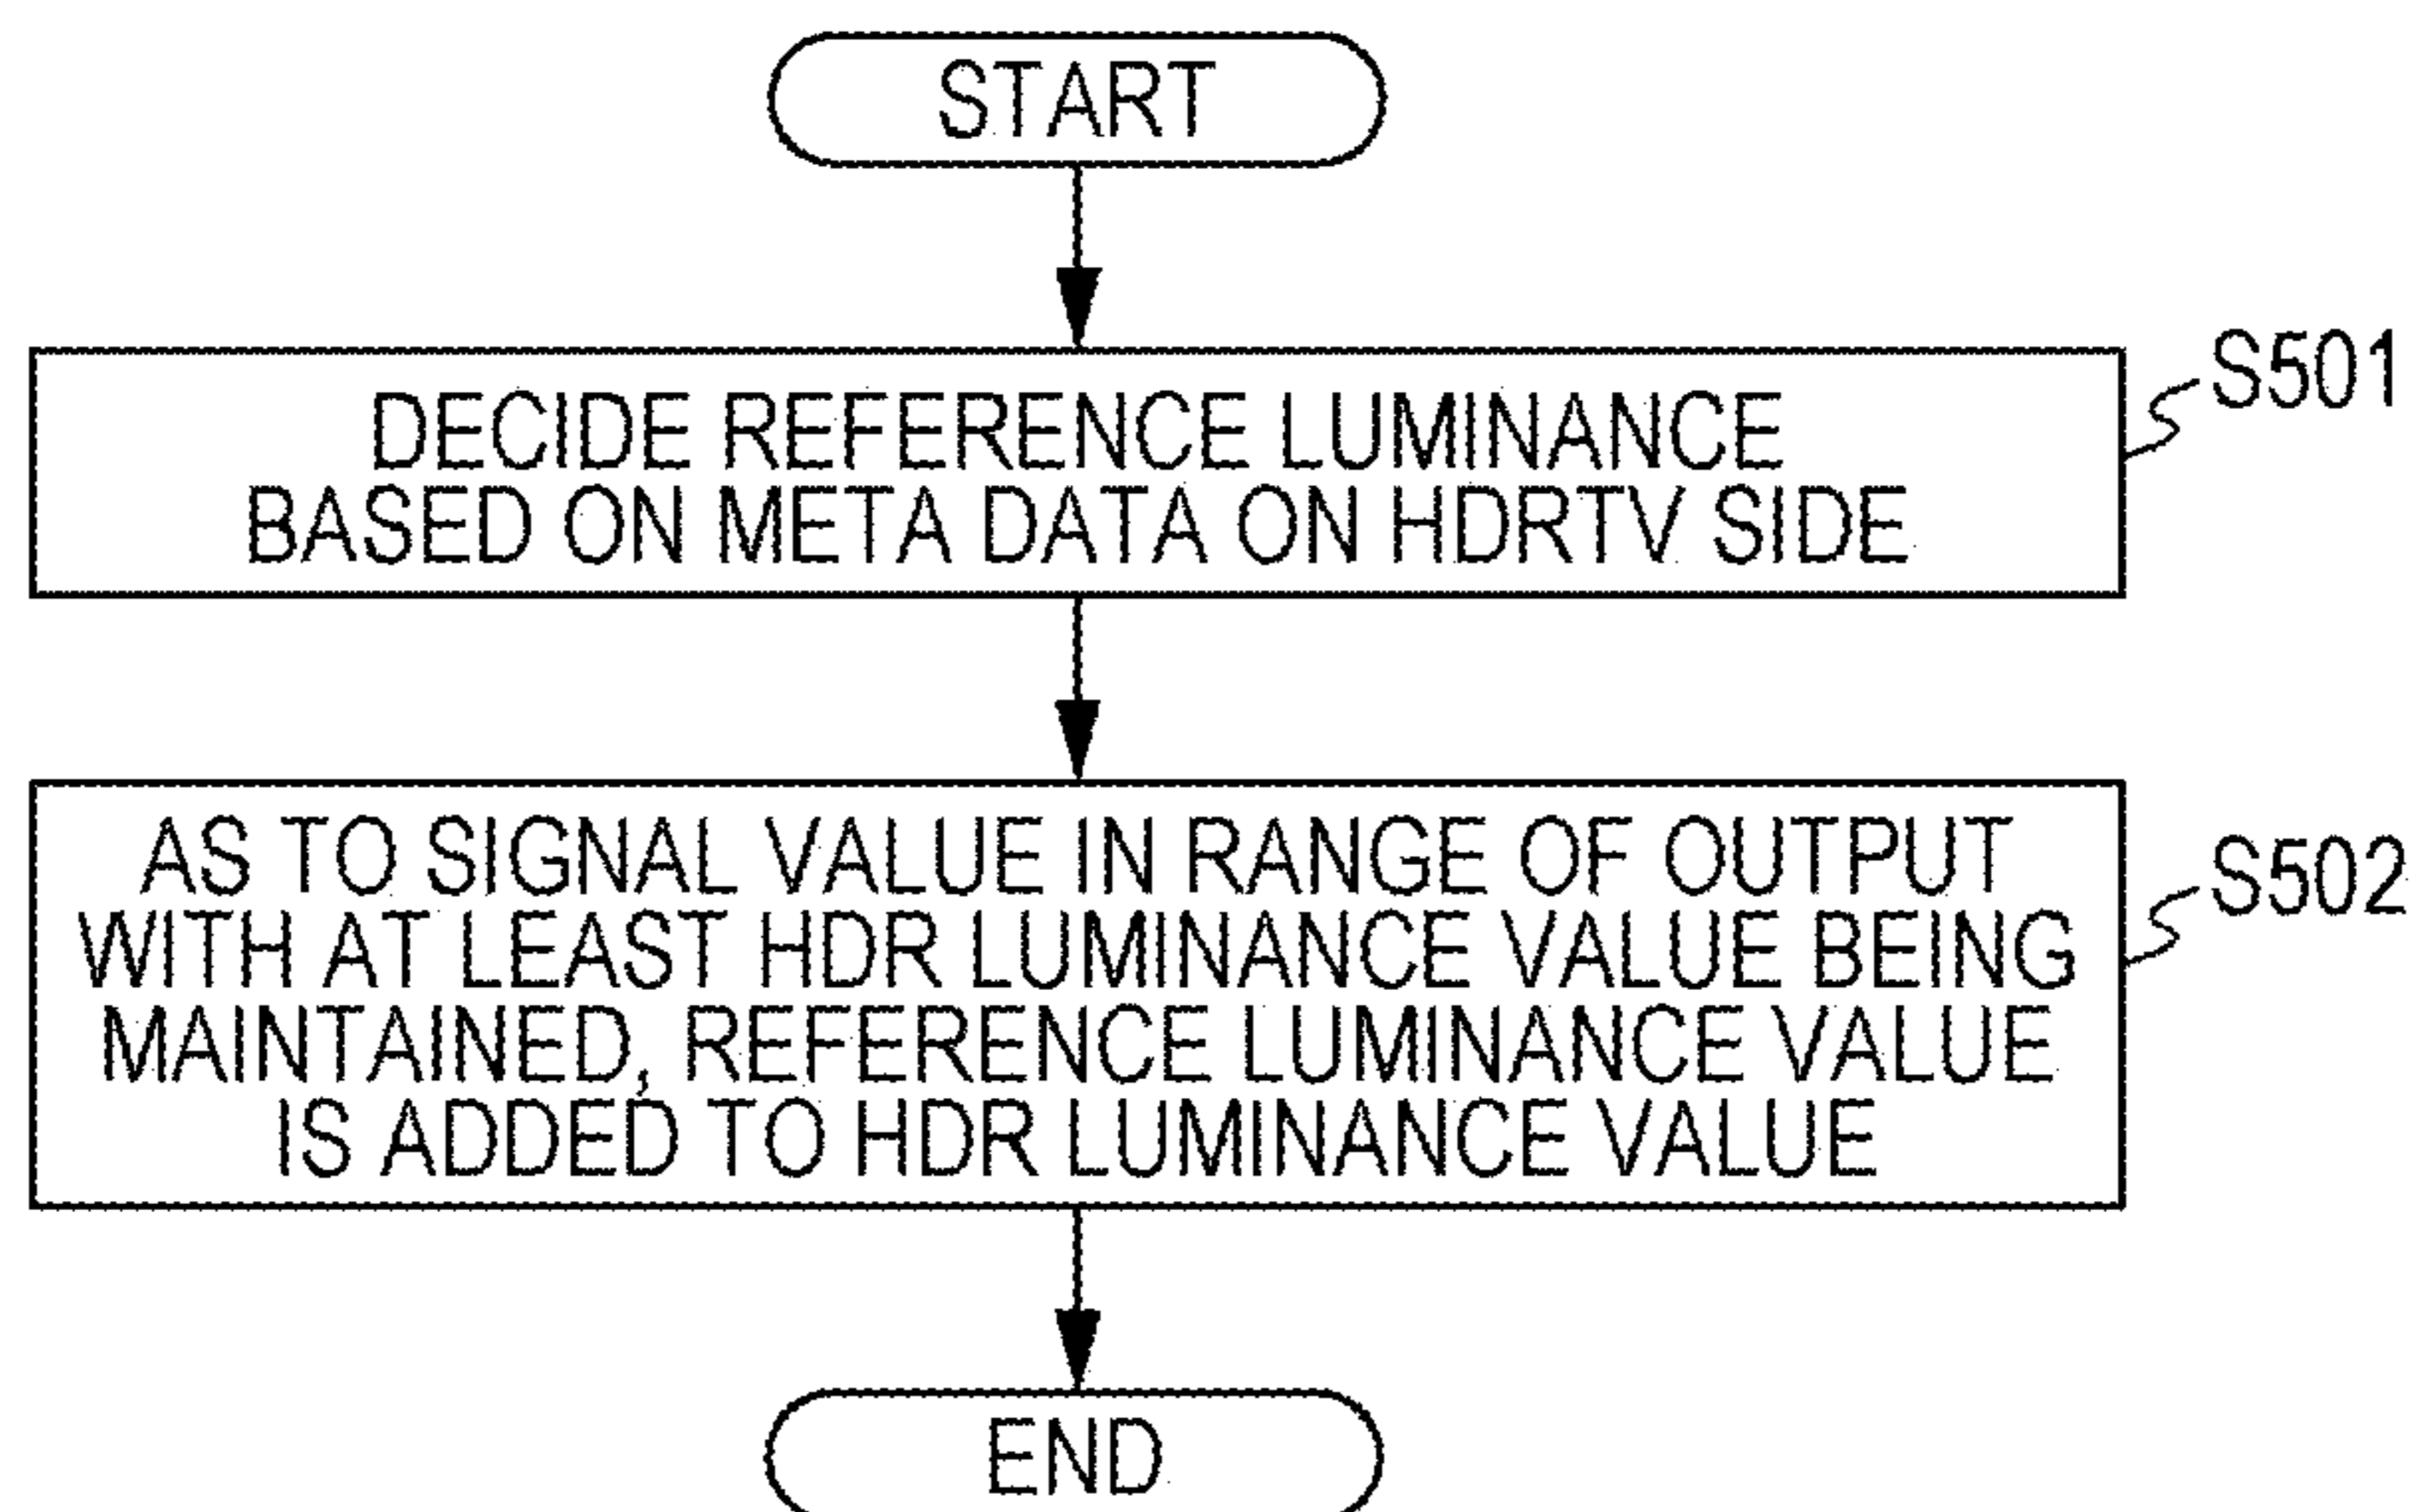 START
DECIDE REFERENCE LUMINANCE
BASED ON META DATA ON HDRTV SIDE
S501
AS TO SIGNAL VALUE IN RANGE OF OUTPUT
WITH AT LEAST HDR LUMINANCE VALUE BEING
MAINTAINED, REFERENCE LUMINANCE VALUE
IS ADDED TO HDR LUMINANCE VALUE
S502
END